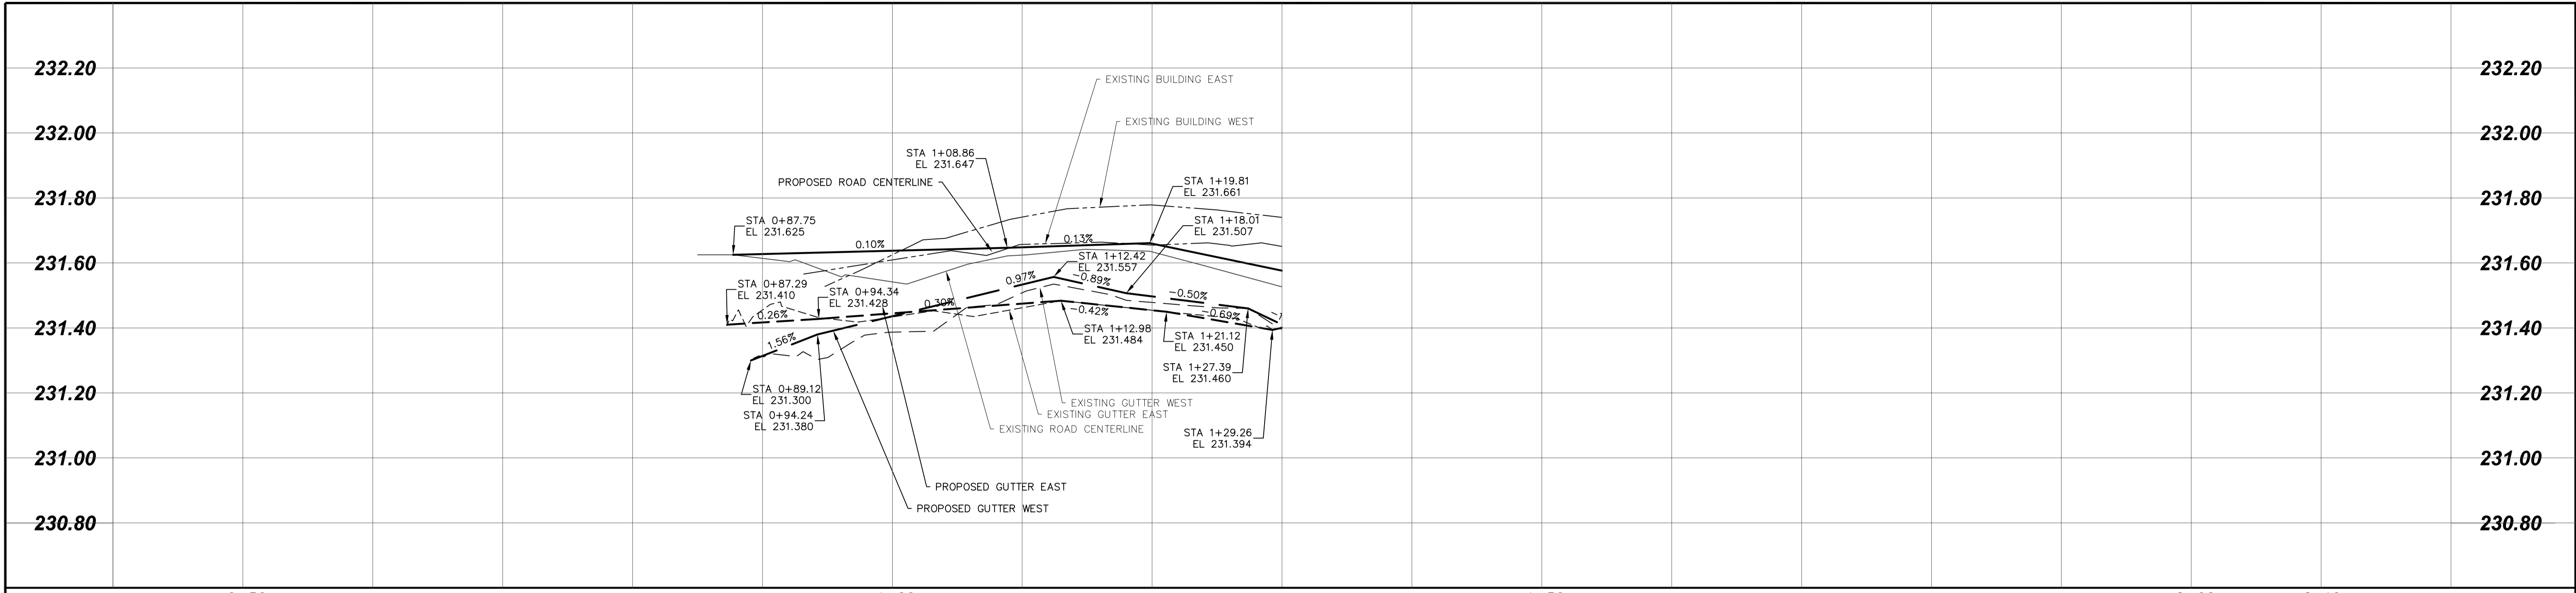 232.20
232.20
EXISTING BUILDING EAST
EXISTING BUILDING WEST
232.00
232.00
STA 1+08.86
EL 231.647
PROPOSED ROAD CENTERLINE
STA 1+19.81
EL 231.661
231.80
231.80
STA 0+87.75
EL 231.625
STA 1+18.01
EL 231.507
0.10%
0.13%
231.60
231.60
STA 1+12.42
EL 231.557
0.97%
-0.89%
STA 0+87.29
EL 231.410
STA 0+94.34
EL 231.428
-0.50%
0.30%
0.26%
-0.42%
-0.69%
231.40
231.40
STA 1+12.98
EL 231.484
STA 1+21.12
EL 231.450
1.56%
STA 1+27.39
EL 231.460
STA 0+89.12
EL 231.300
231.20
231.20
EXISTING GUTTER WEST
EXISTING GUTTER EAST
STA 0+94.24
EL 231.380
EXISTING ROAD CENTERLINE
STA 1+29.26
EL 231.394
231.00
231.00
PROPOSED GUTTER EAST
PROPOSED GUTTER WEST
230.80
230.80